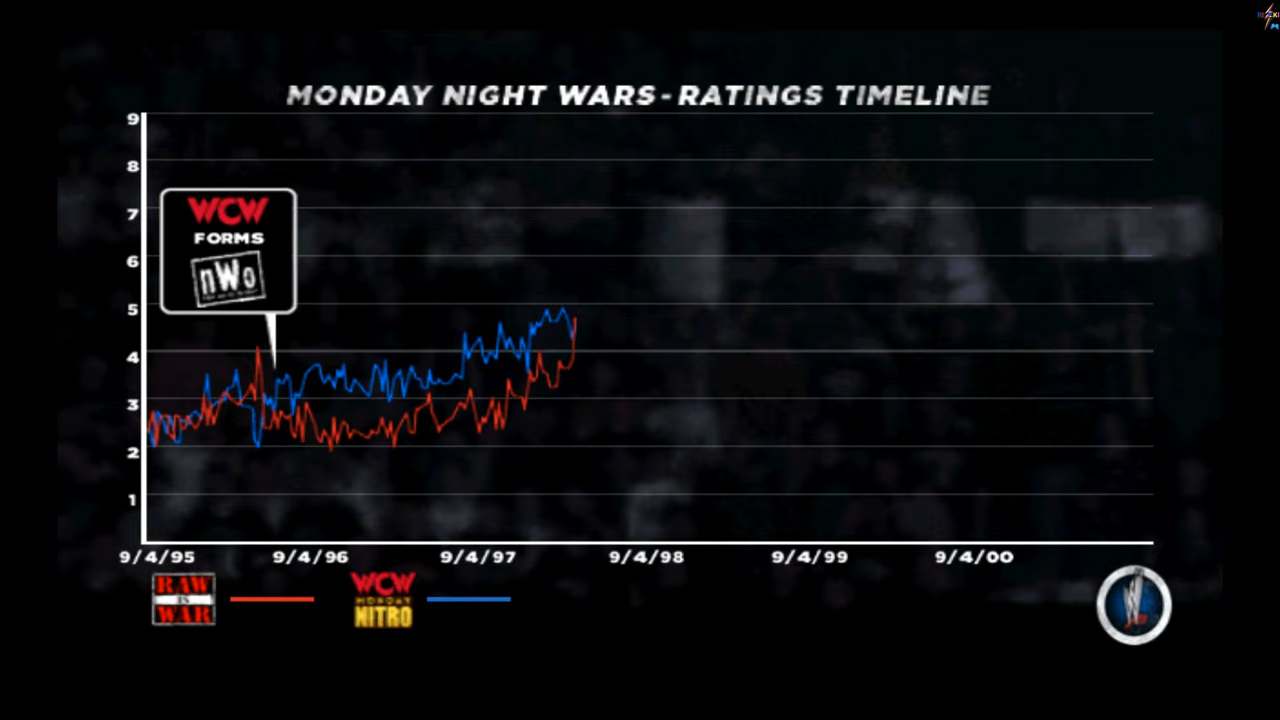 MONDAY NIGHT WARS - RATINGS TIMELINE
9
8
7
6
5
4
3
2
1
WCW
FORMS
nWo
9/4/95 9/4/96 9/4/97 9/4/98 9/4/99 9/4/00
RAW
IS
WAR
WCW
MONDAY
NITRO